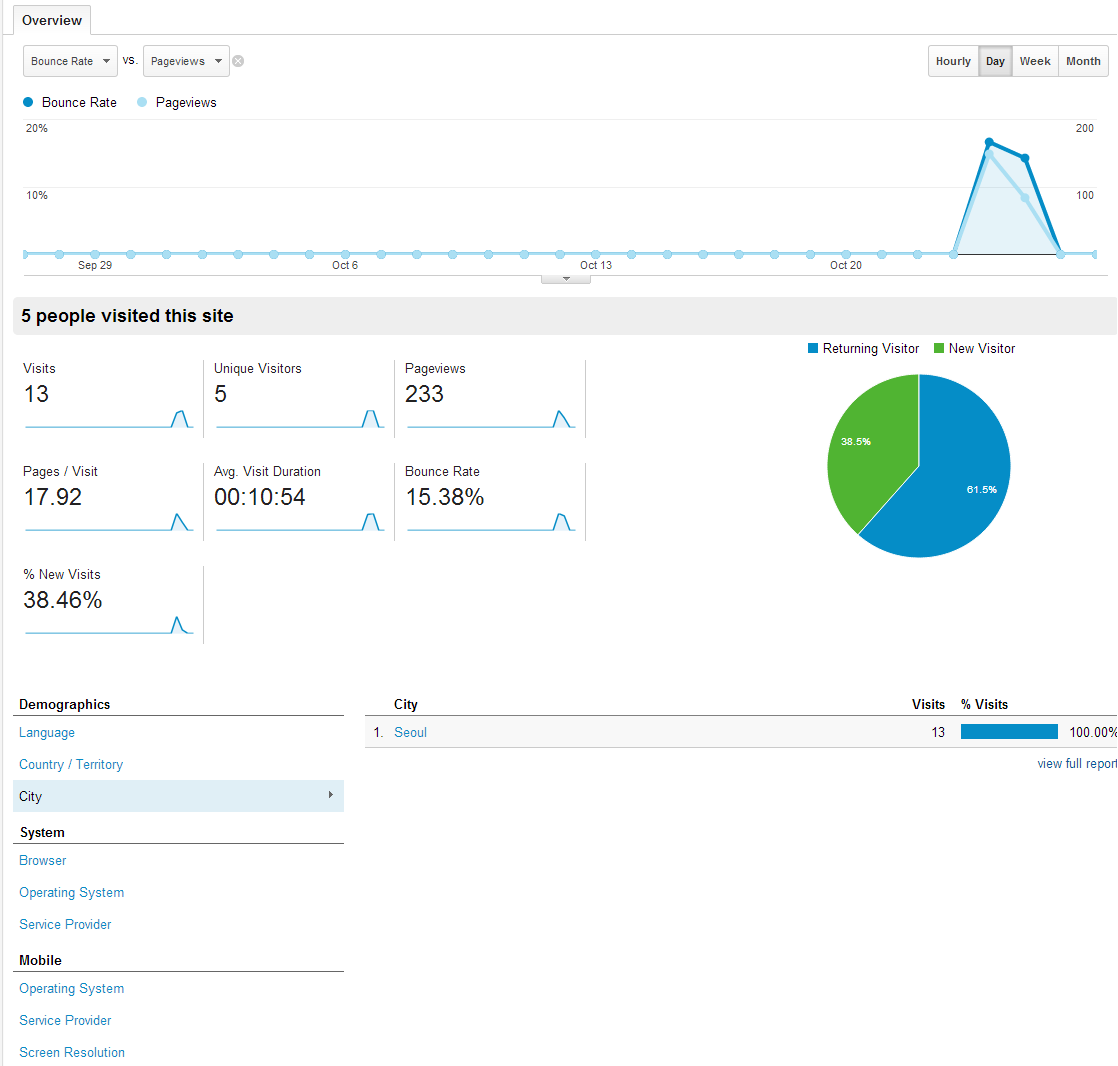 Overview
Bounce Rate vs. Pageviews Hourly Day Week Month
Bounce Rate Pageviews
20% 200
10% 100
Sep 29 Oct 6 Oct 13 Oct 20
5 people visited this site
Returning Visitor New Visitor
Visits Unique Visitors Pageviews
13 5 233
38.5%
61.5%
Pages / Visit Avg. Visit Duration Bounce Rate
17.92 00:10:54 15.38%
% New Visits
38.46%
Demographics City Visits % Visits
Language 1. Seoul 13 100.00%
Country / Territory view full report
City
System
Browser
Operating System
Service Provider
Mobile
Operating System
Service Provider
Screen Resolution